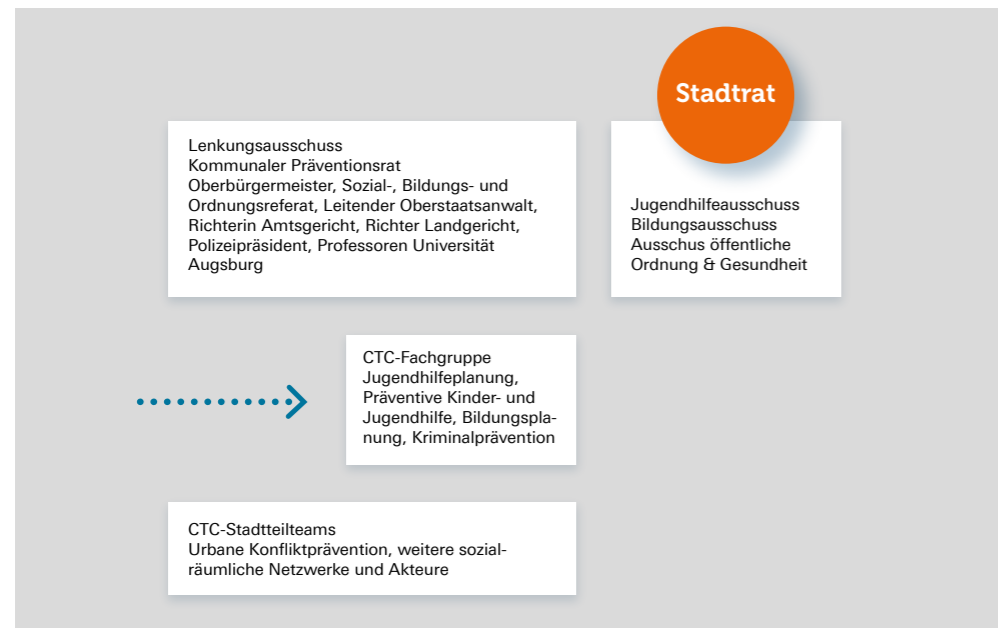 Stadtrat
Lenkungsausschuss
Kommunaler Präventionsrat
Oberbürgermeister, Sozial-, Bildungs- und
Ordnungsreferat, Leitender Oberstaatsanwalt,
Richterin Amtsgericht, Richter Landgericht,
Polizeipräsident, Professoren Universität
Augsburg
Jugendhilfeausschuss
Bildungsausschuss
Ausschus öffentliche
Ordnung & Gesundheit
CTC-Fachgruppe
Jugendhilfeplanung,
Präventive Kinder- und
Jugendhilfe, Bildungspla-
nung, Kriminalprävention
CTC-Stadtteilteams
Urbane Konfliktprävention, weitere sozial-
räumliche Netzwerke und Akteure